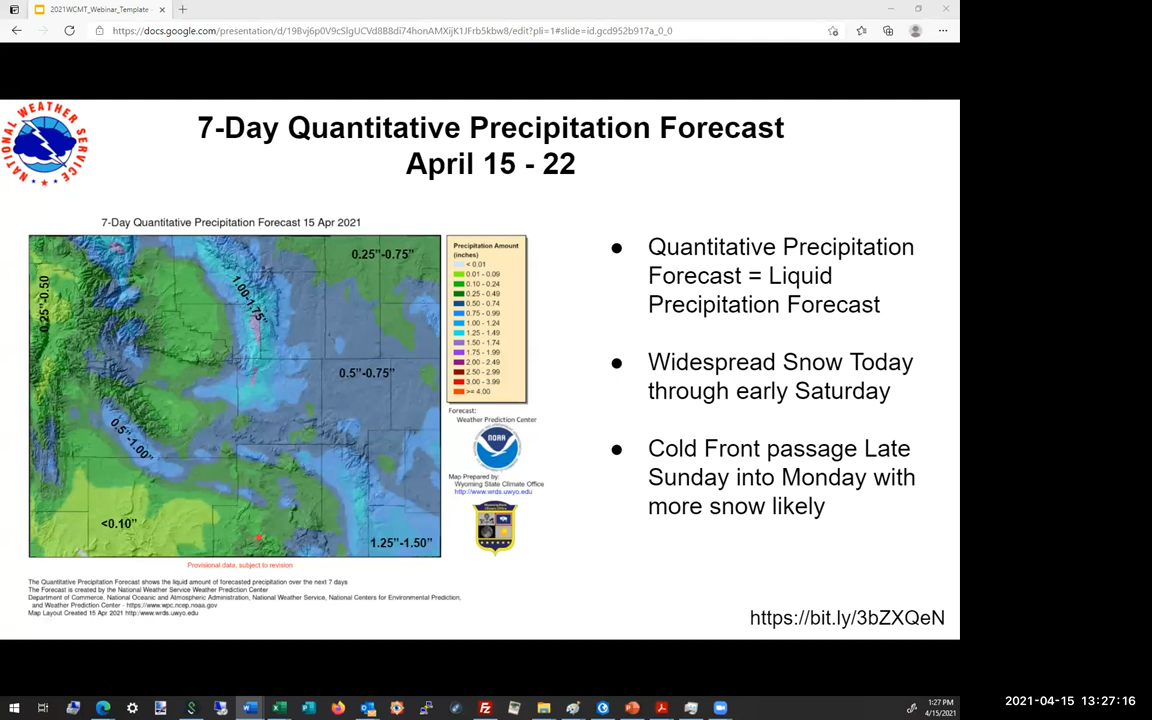 2021WCMT_Webinar_Template -
https://docs.google.com/presentation/d/19Bvj6p0V9cSlgUCVd8B8di74honAMXijK1JFrb5kbw8/edit?pli=1#slide=id.gcd952b917a_0_0
NATIONAL WEATHER SERVICE
7-Day Quantitative Precipitation Forecast
April 15 - 22
7-Day Quantitative Precipitation Forecast 15 Apr 2021
0.25"-0.75"
0.25"-0.50
1.00-1.75"
0.5"-0.75"
0.5"-1.00"
<0.10"
1.25"-1.50"
Precipitation Amount
(inches)
< 0.01
0.01 - 0.09
0.10 - 0.24
0.25 - 0.49
0.50 - 0.74
0.75 - 0.99
1.00 - 1.24
1.25 - 1.49
1.50 - 1.74
1.75 - 1.99
2.00 - 2.49
2.50 - 2.99
3.00 - 3.99
>= 4.00
Forecast:
Weather Prediction Center
NOAA
Map Prepared by:
Wyoming State Climate Office
http://www.wrds.uwyo.edu
Provisional data, subject to revision
The Quantitative Precipitation Forecast shows the liquid amount of forecasted precipitation over the next 7 days
The Forecast is created by the National Weather Service Weather Prediction Center
Department of Commerce, National Oceanic and Atmospheric Administration, National Weather Service, National Centers for Environmental Prediction,
and Weather Prediction Center - https://www.wpc.ncep.noaa.gov
Map Layout Created 15 Apr 2021 http:/www.wrds.uwyo.edu
● Quantitative Precipitation
Forecast = Liquid
Precipitation Forecast
● Widespread Snow Today
through early Saturday
● Cold Front passage Late
Sunday into Monday with
more snow likely
https://bit.ly/3bZXQeN
1:27 PM
4/15/2021
2021-04-15 13:27:16